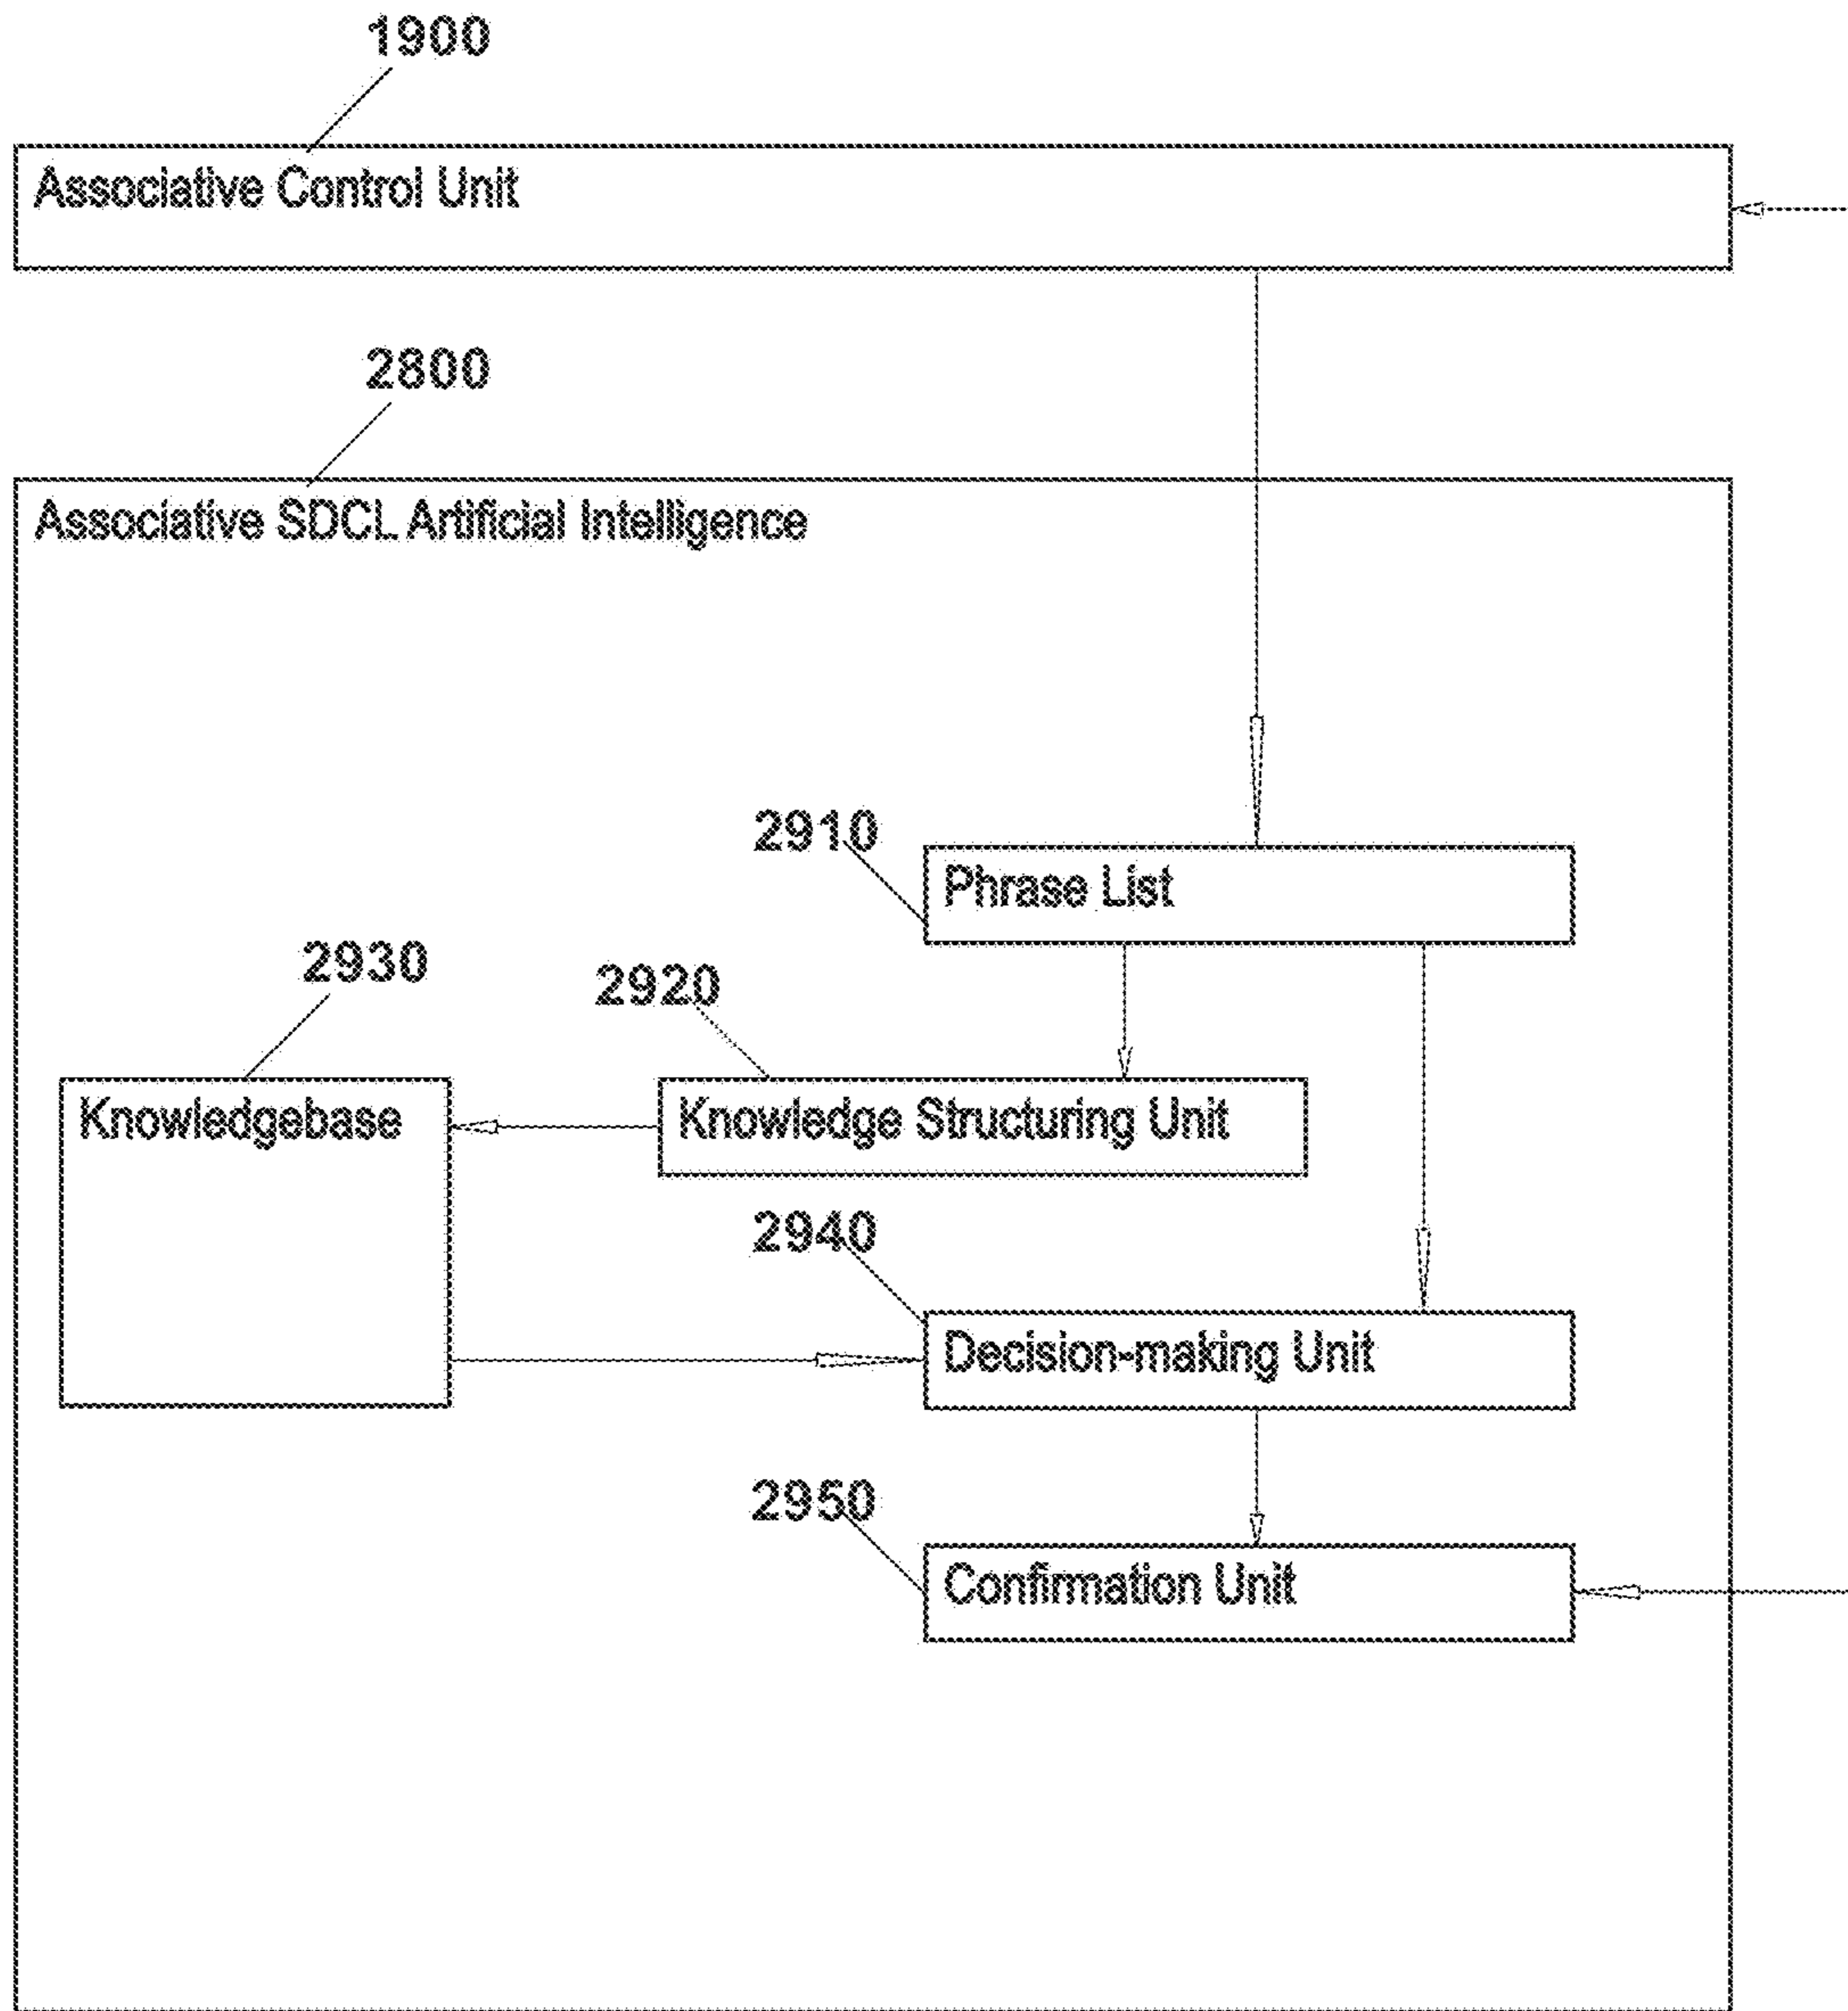 1900
Associative Control Unit
2800
Associative SDCL Artificial Intelligence
2910
Phrase List
2930
2920
Knowledgebase
Knowledge Structuring Unit
2940
Decision-making Unit
2950
Confirmation Unit